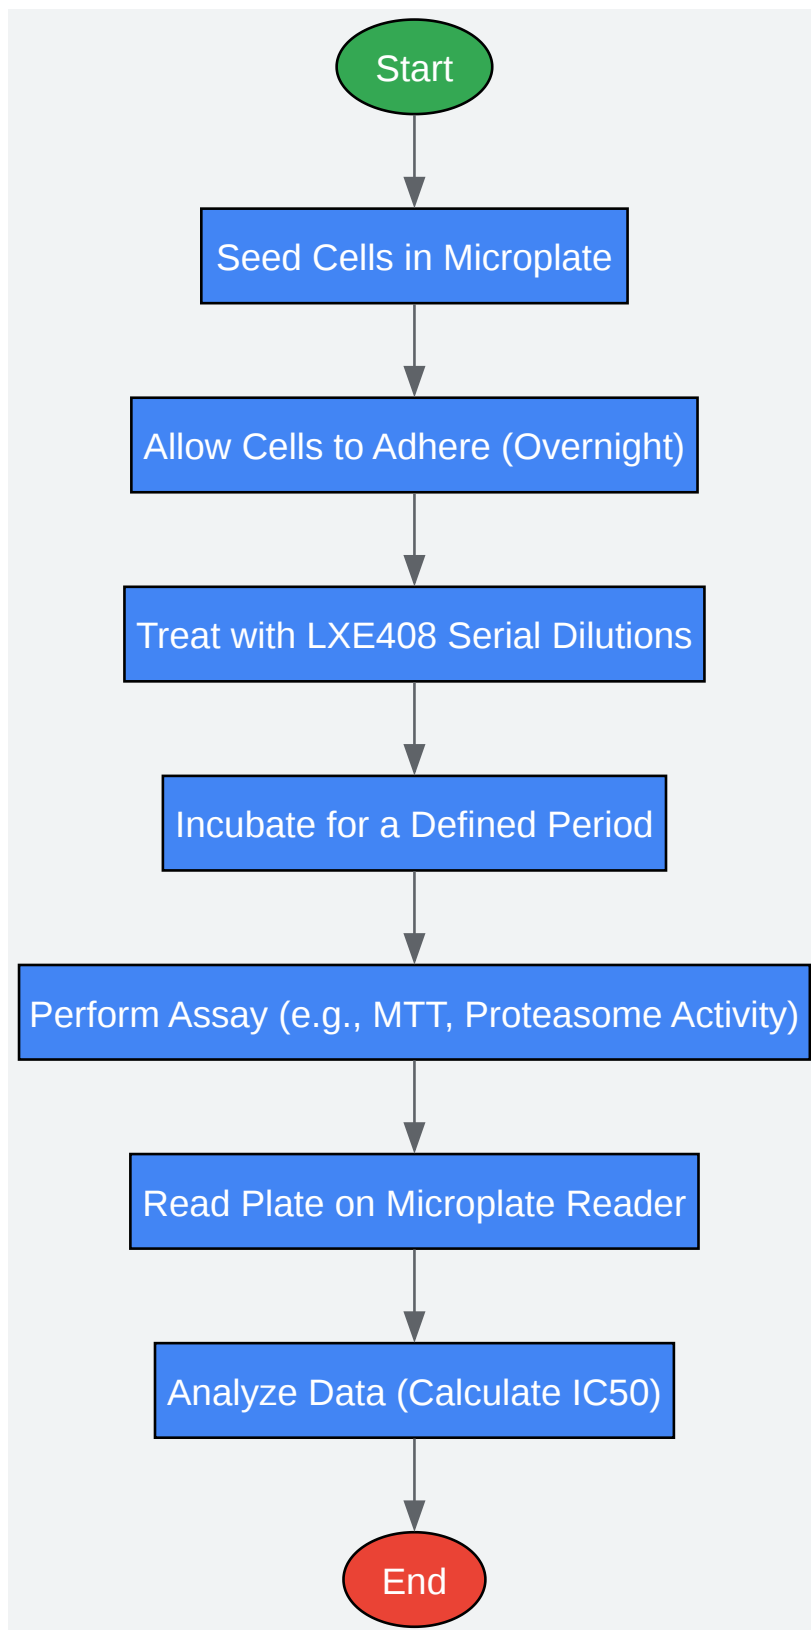 Start
Seed Cells in Microplate
Allow Cells to Adhere (Overnight)
Treat with LXE408 Serial Dilutions
Incubate for a Defined Period
Perform Assay (e.g., MTT, Proteasome Activity)
Read Plate on Microplate Reader
Analyze Data (Calculate IC50)
End